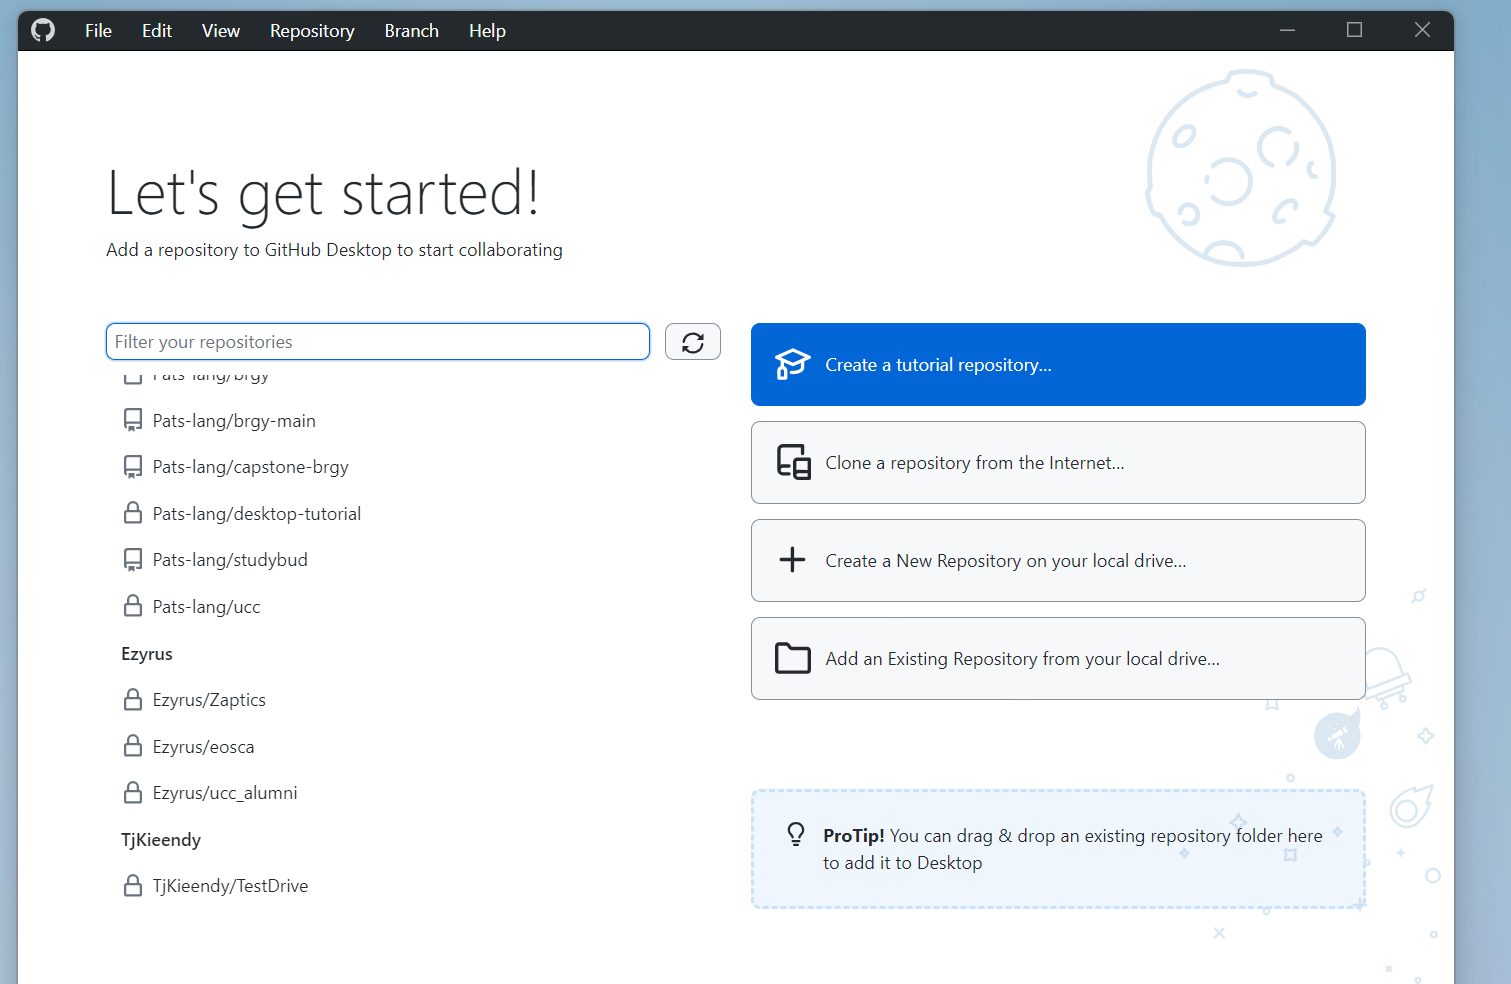 File Edit View Repository Branch Help
Let's get started!
Add a repository to GitHub Desktop to start collaborating
Filter your repositories
Pats-lang/brgy
Pats-lang/brgy-main
Pats-lang/capstone-brgy
Pats-lang/desktop-tutorial
Pats-lang/studybud
Pats-lang/ucc
Ezyrus
Ezyrus/Zaptics
Ezyrus/eosca
Ezyrus/ucc_alumni
TjKieendy
TjKieendy/TestDrive
Create a tutorial repository...
Clone a repository from the Internet...
Create a New Repository on your local drive...
Add an Existing Repository from your local drive...
ProTip! You can drag & drop an existing repository folder here
to add it to Desktop